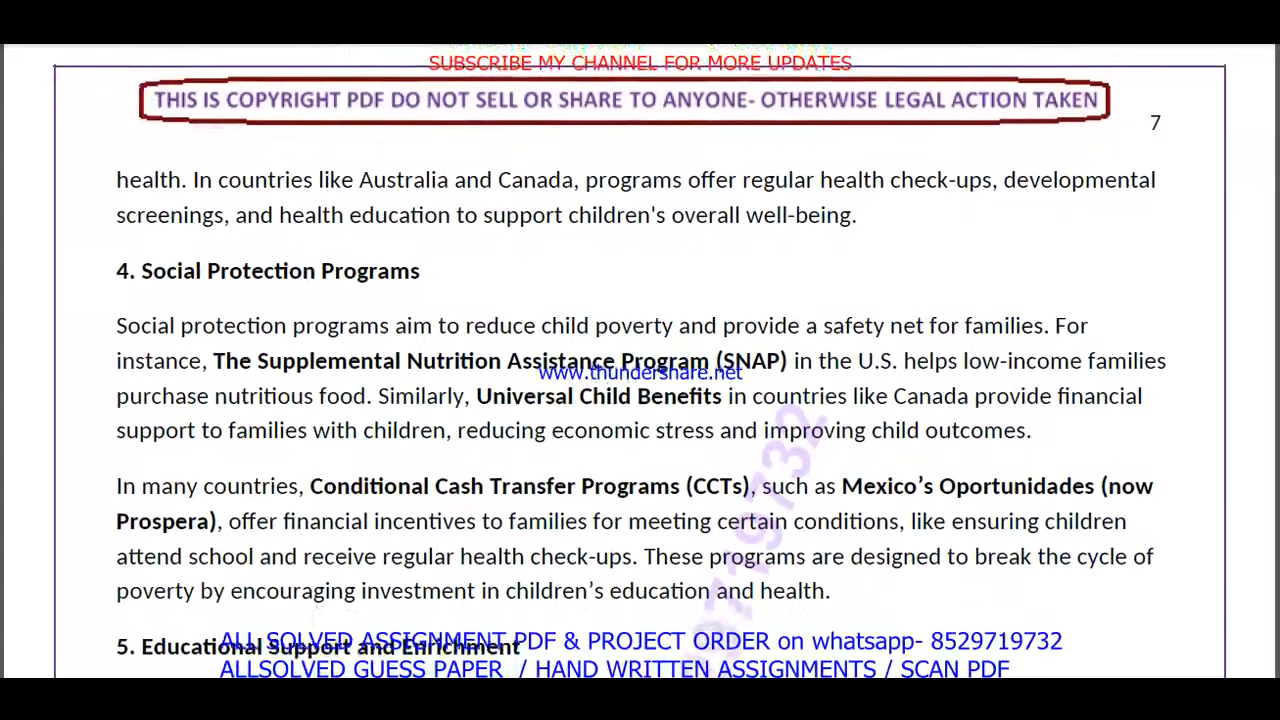 SUBSCRIBE MY CHANNEL FOR MORE UPDATES
THIS IS COPYRIGHT PDF DO NOT SELL OR SHARE TO ANYONE- OTHERWISE LEGAL ACTION TAKEN
7
health. In countries like Australia and Canada, programs offer regular health check-ups, developmental
screenings, and health education to support children's overall well-being.
4. Social Protection Programs
Social protection programs aim to reduce child poverty and provide a safety net for families. For
instance, The Supplemental Nutrition Assistance Program (SNAP) in the U.S. helps low-income families
www.thundershare.net
purchase nutritious food. Similarly, Universal Child Benefits in countries like Canada provide financial
support to families with children, reducing economic stress and improving child outcomes.
In many countries, Conditional Cash Transfer Programs (CCTs), such as Mexico’s Oportunidades (now
Prospera), offer financial incentives to families for meeting certain conditions, like ensuring children
attend school and receive regular health check-ups. These programs are designed to break the cycle of
poverty by encouraging investment in children’s education and health.
5. Educational Support and Enrichment
ALL SOLVED ASSIGNMENT PDF & PROJECT ORDER on whatsapp- 8529719732
ALLSOLVED GUESS PAPER / HAND WRITTEN ASSIGNMENTS / SCAN PDF